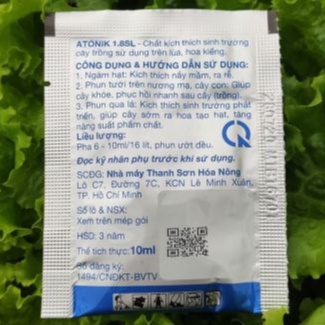 ATONIK 1.8SL - Chất kích thích sinh trưởng
cây trồng sử dụng trên lúa, hoa kiểng.
CÔNG DỤNG & HƯỚNG DẪN SỬ DỤNG:
1. Ngâm hạt: Kích thích nảy mầm, ra rễ.
2. Phun tưới trên nương mạ, cây con. Giúp
cây khỏe, phục hồi nhanh sau cấy (trồng).
3. Phun qua lá: Kích thích sinh trưởng phát
triển, giúp cây sớm ra hoa tạo hạt, tăng
năng suất phẩm chất.
Liều lượng:
Pha 6 - 10ml/16 lít, phun ướt đều.
Đọc kỹ nhãn phụ trước khi sử dụng.
SCĐG: Nhà máy Thanh Sơn Hóa Nông
Lô C7, Đường 7C, KCN Lê Minh Xuân,
TP. Hồ Chí Minh
Số lô & NSX:
Xem trên mép gói
HSD: 3 năm
Thể tích thực: 10ml
Số đăng ký:
1494/CNĐKT-BVTV